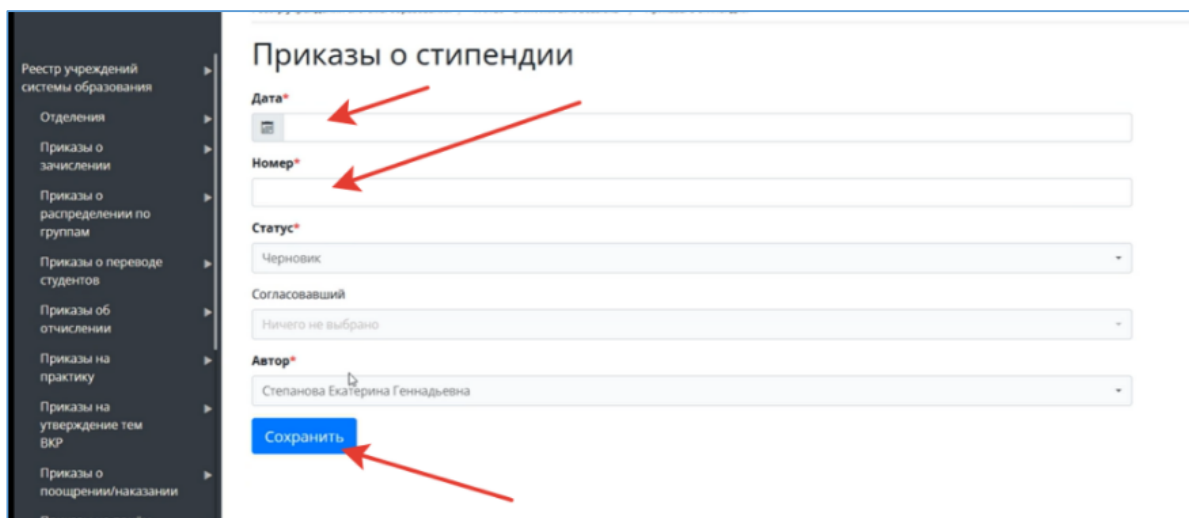 Приказы о стипендии
Реестр учреждений
системы образования
Отделения
Приказы о
зачислении
Приказы о
распределении по
группам
Приказы о переводе
студентов
Приказы об
отчислении
Приказы на
практику
Приказы на
утверждение тем
ВКР
Приказы о
поощрении/наказании
Дата*
Номер*
Статус*
Черновик
Согласовавший
Ничего не выбрано
Автор*
Степанова Екатерина Геннадьевна
Сохранить